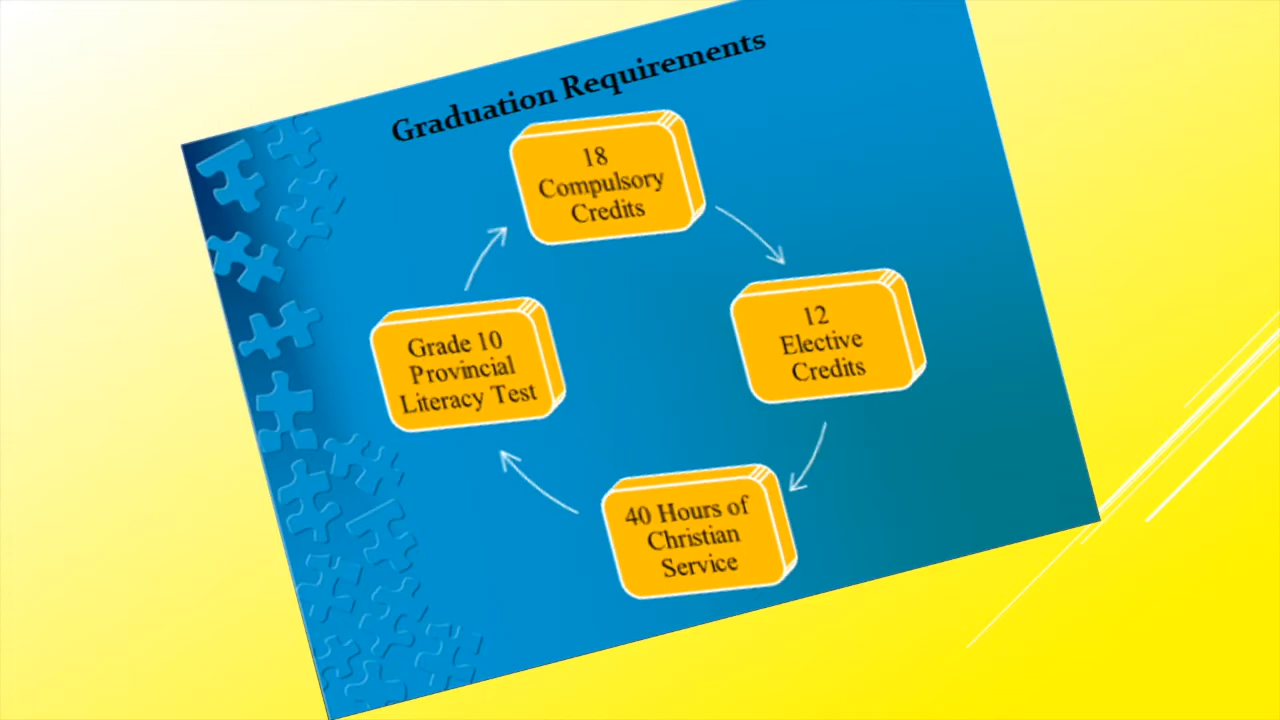 Graduation Requirements
18
Compulsory
Credits
12
Elective
Credits
40 Hours of
Christian
Service
Grade 10
Provincial
Literacy Test